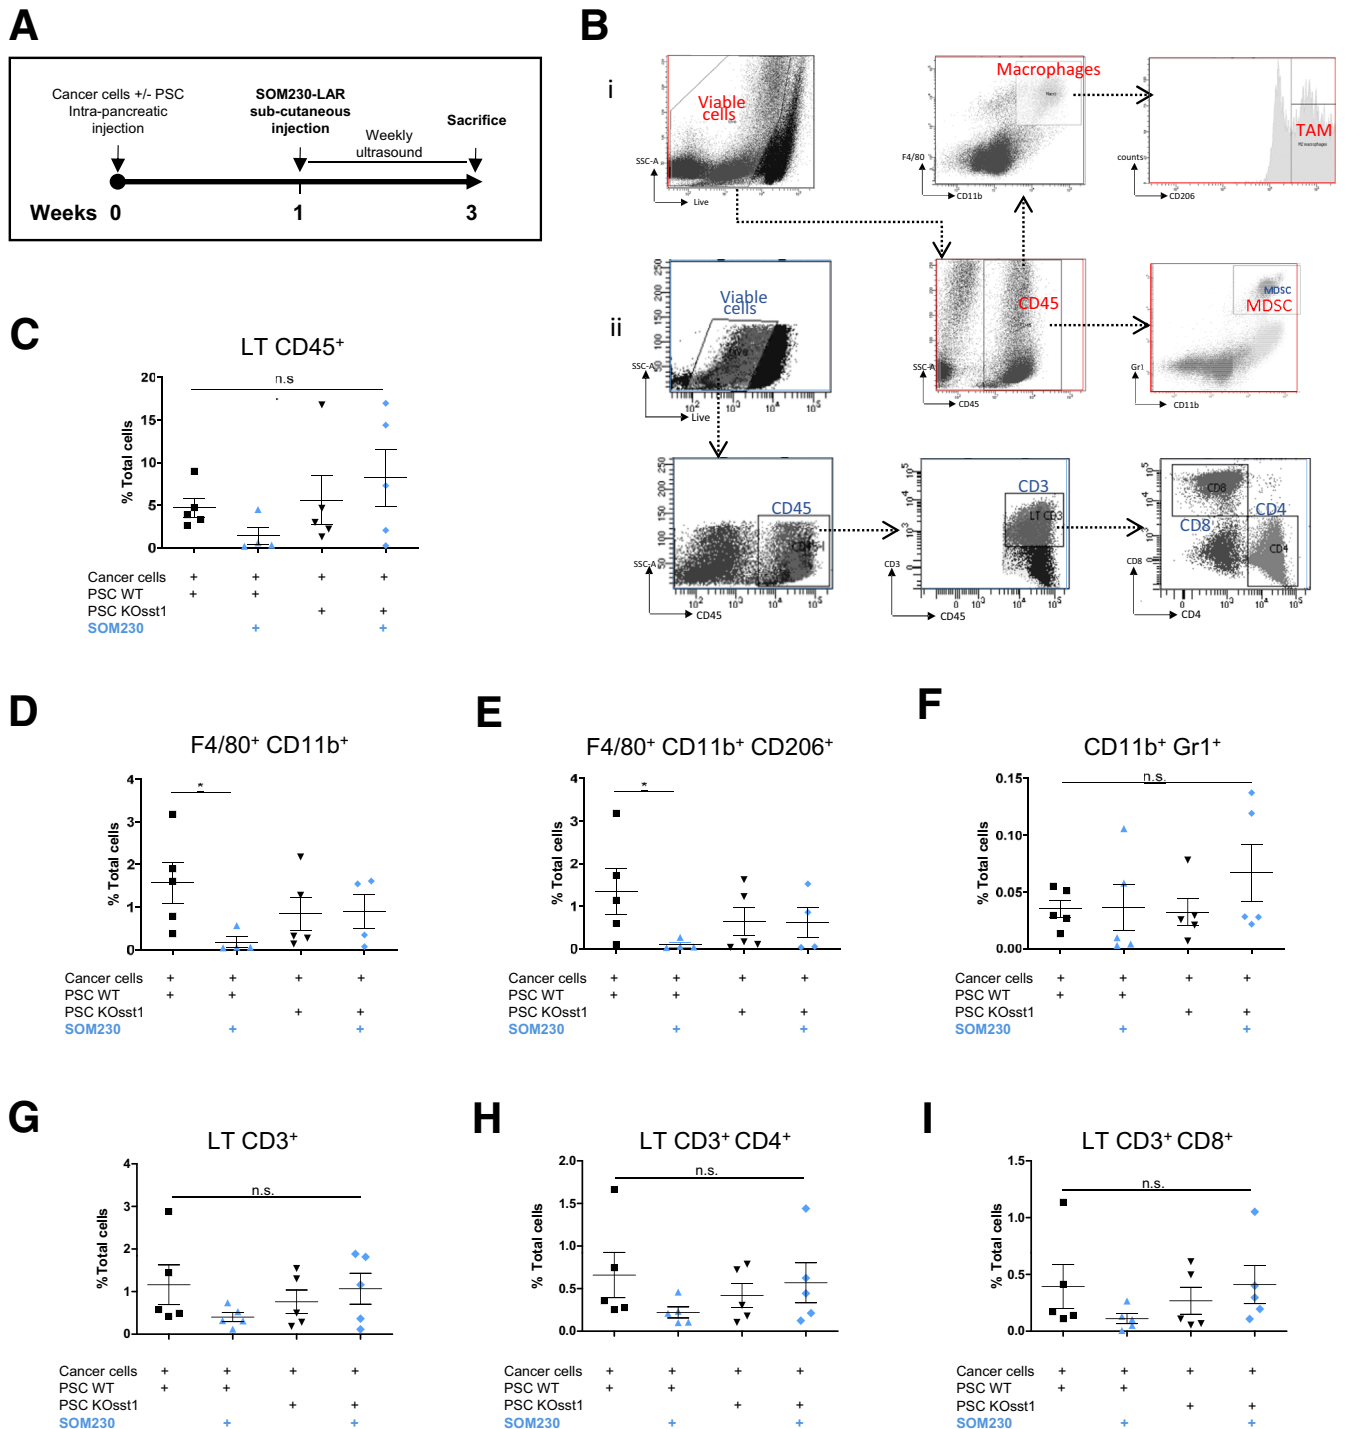 A
Cancer cells +/- PSC
Intra-pancreatic
injection
SOM230-LAR
sub-cutaneous
injection
Weekly
ultrasound
Sacrifice
Weeks 0 1 3
B
i
Viable
cells
SSC-A
Live
Macrophages
F4/80
CD11b
TAM
M2 macrophages
counts
CD206
ii
Viable
cells
SSC-A
Live
CD45
SSC-A
CD45
MDSC
MDSC
Gr1
CD11b
CD45
SSC-A
CD45
CD3
LT CD3
CD3
CD45
CD8
CD8
CD4
CD4
CD8
CD4
C
LT CD45+
n.s
% Total cells
20
15
10
5
0
Cancer cells + + + +
PSC WT + +
PSC KOsst1 + +
SOM230 + +
D
F4/80+ CD11b+
*
% Total cells
4
3
2
1
0
Cancer cells + + + +
PSC WT + +
PSC KOsst1 + +
SOM230 + +
E
F4/80+ CD11b+ CD206+
*
% Total cells
4
3
2
1
0
Cancer cells + + + +
PSC WT + +
PSC KOsst1 + +
SOM230 + +
F
CD11b+ Gr1+
n.s.
% Total cells
0.15
0.10
0.05
0.00
Cancer cells + + + +
PSC WT + +
PSC KOsst1 + +
SOM230 + +
G
LT CD3+
n.s.
% Total cells
4
3
2
1
0
Cancer cells + + + +
PSC WT + +
PSC KOsst1 + +
SOM230 + +
H
LT CD3+ CD4+
n.s.
% Total cells
2.0
1.5
1.0
0.5
0.0
Cancer cells + + + +
PSC WT + +
PSC KOsst1 + +
SOM230 + +
I
LT CD3+ CD8+
n.s.
% Total cells
1.5
1.0
0.5
0.0
Cancer cells + + + +
PSC WT + +
PSC KOsst1 + +
SOM230 + +